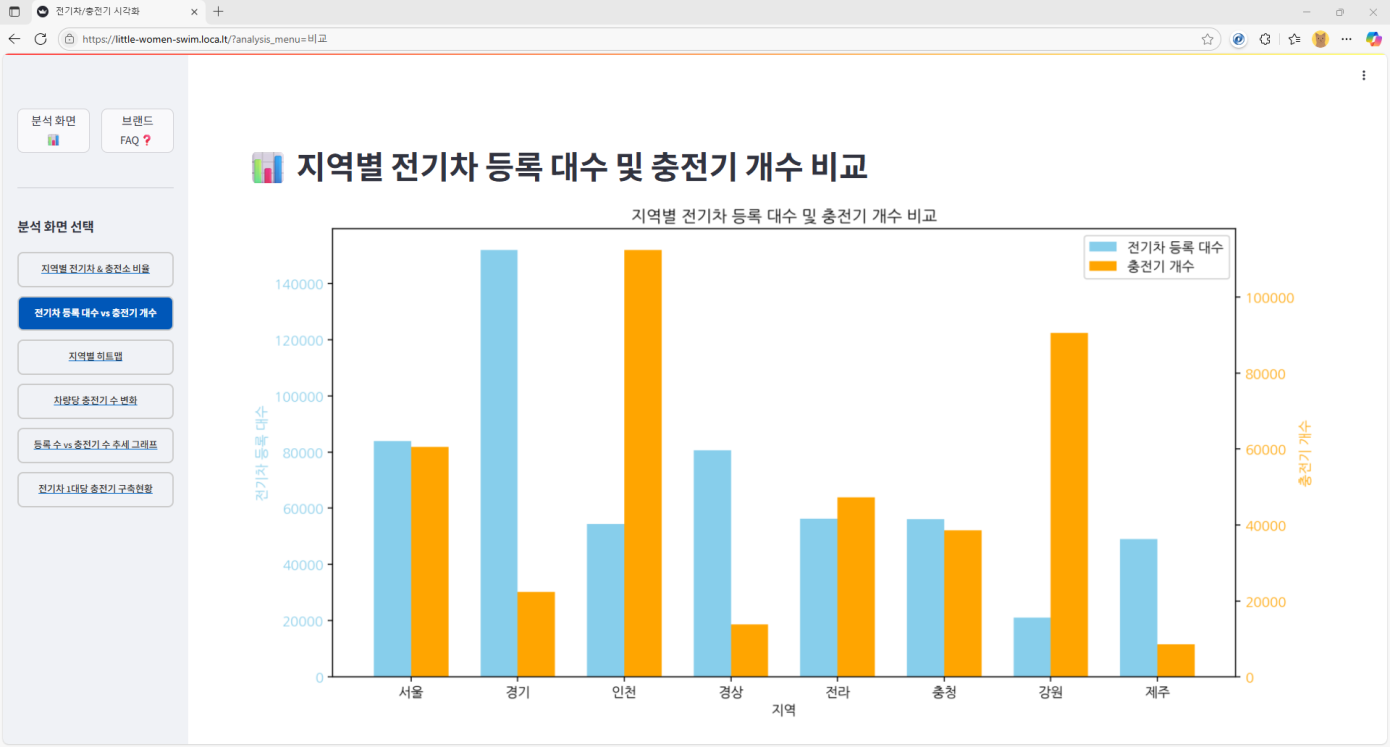 전기차/충전기 시각화
https://little-women-swim.loca.lt/?analysis_menu=비교
분석 화면
브랜드
FAQ❓
분석 화면 선택
지역별 전기차 & 충전소 비율
전기차 등록 대수 vs 충전기 개수
지역별 히트맵
차량당 충전기 수 변화
등록 수 vs 충전기 수 추세 그래프
전기차 1대당 충전기 구축현황
지역별 전기차 등록 대수 및 충전기 개수 비교
지역별 전기차 등록 대수 및 충전기 개수 비교
전기차 등록 대수
충전기 개수
전기차 등록 대수
140000
120000
100000
80000
60000
40000
20000
0
충전기 개수
100000
80000
60000
40000
20000
0
서울 경기 인천 경상 전라 충청 강원 제주
지역